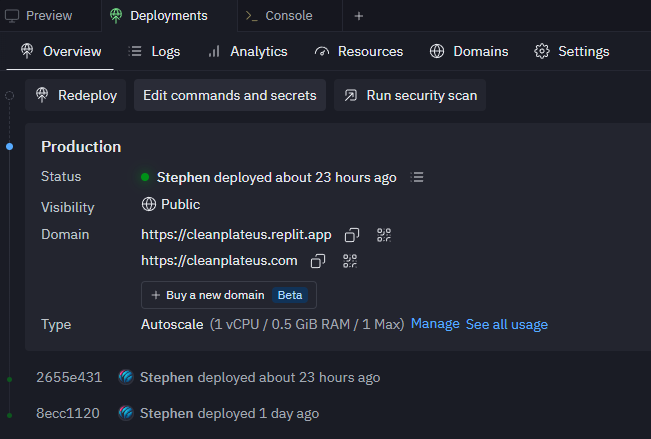 Preview Deployments Console
Overview Logs Analytics Resources Domains Settings
Redeploy Edit commands and secrets Run security scan
Production
Status Stephen deployed about 23 hours ago
Visibility Public
Domain https://cleanplateus.replit.app
https://cleanplateus.com
+ Buy a new domain Beta
Type Autoscale (1 vCPU / 0.5 GiB RAM / 1 Max) Manage See all usage
2655e431 Stephen deployed about 23 hours ago
8ecc1120 Stephen deployed 1 day ago